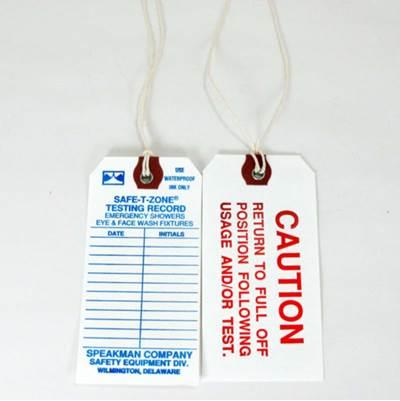 USE
WATERPROOF
INK ONLY
SAFE-T-ZONE®
TESTING RECORD
EMERGENCY SHOWERS
EYE & FACE WASH FIXTURES
DATE INITIALS
SPEAKMAN COMPANY
SAFETY EQUIPMENT DIV.
WILMINGTON, DELAWARE
CAUTION
RETURN TO FULL OFF
POSITION FOLLOWING
USAGE AND/OR TEST.